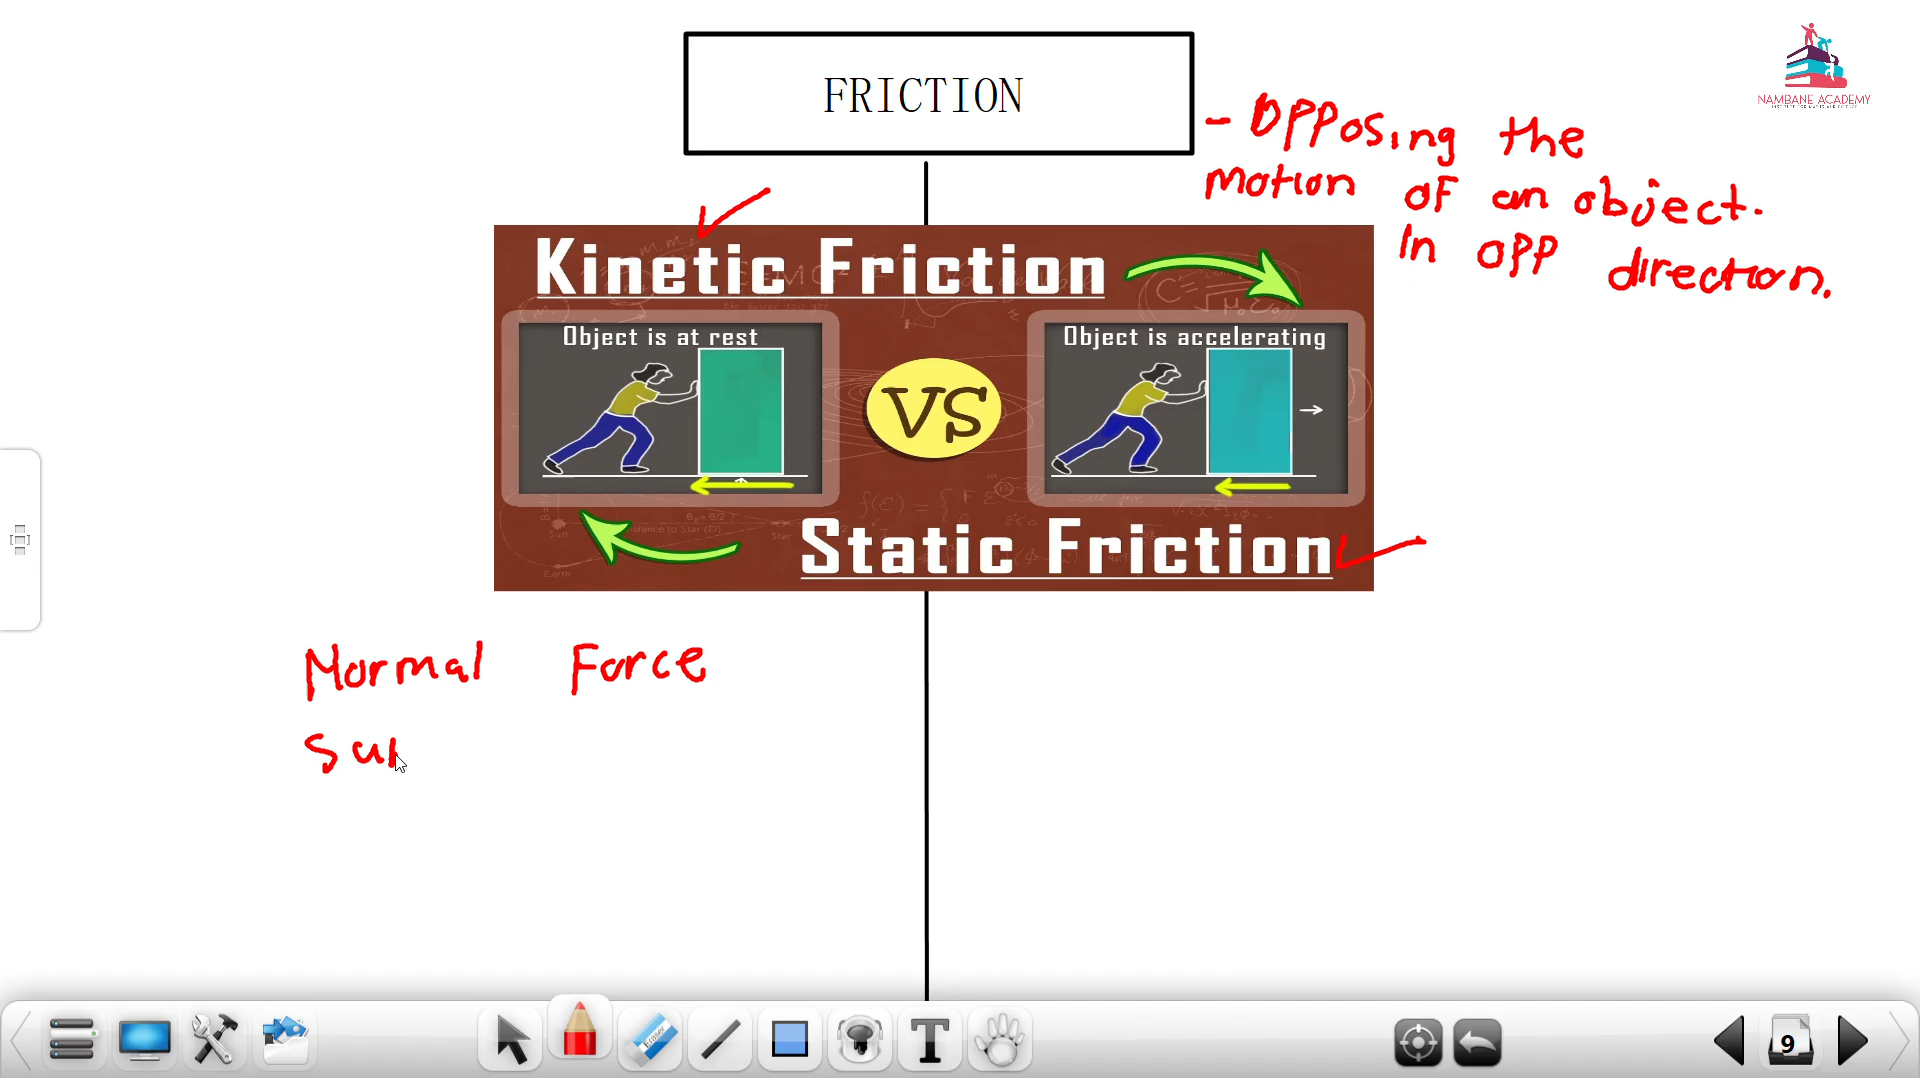 FRICTION
NAMBANE ACADEMY
- Opposing the
motion of an object.
in opp direction.
Kinetic Friction
Object is at rest
VS
Object is accelerating
Static Friction
Normal Force
Sur
Eraser
T
9